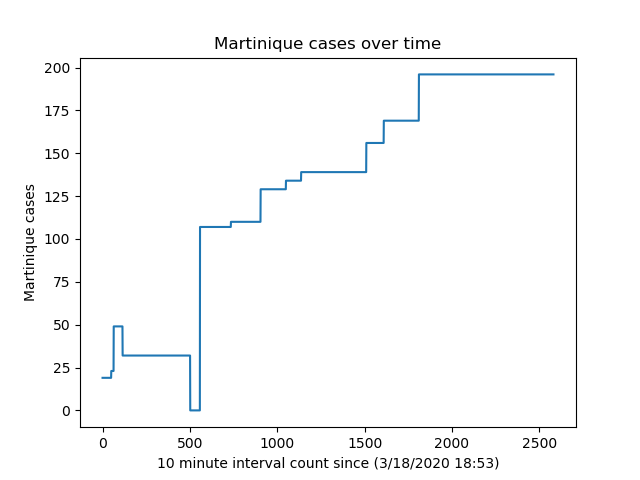 Martinique cases over time
200
175
150
125
100
75
50
25
0
Martinique cases
0 500 1000 1500 2000 2500
10 minute interval count since (3/18/2020 18:53)